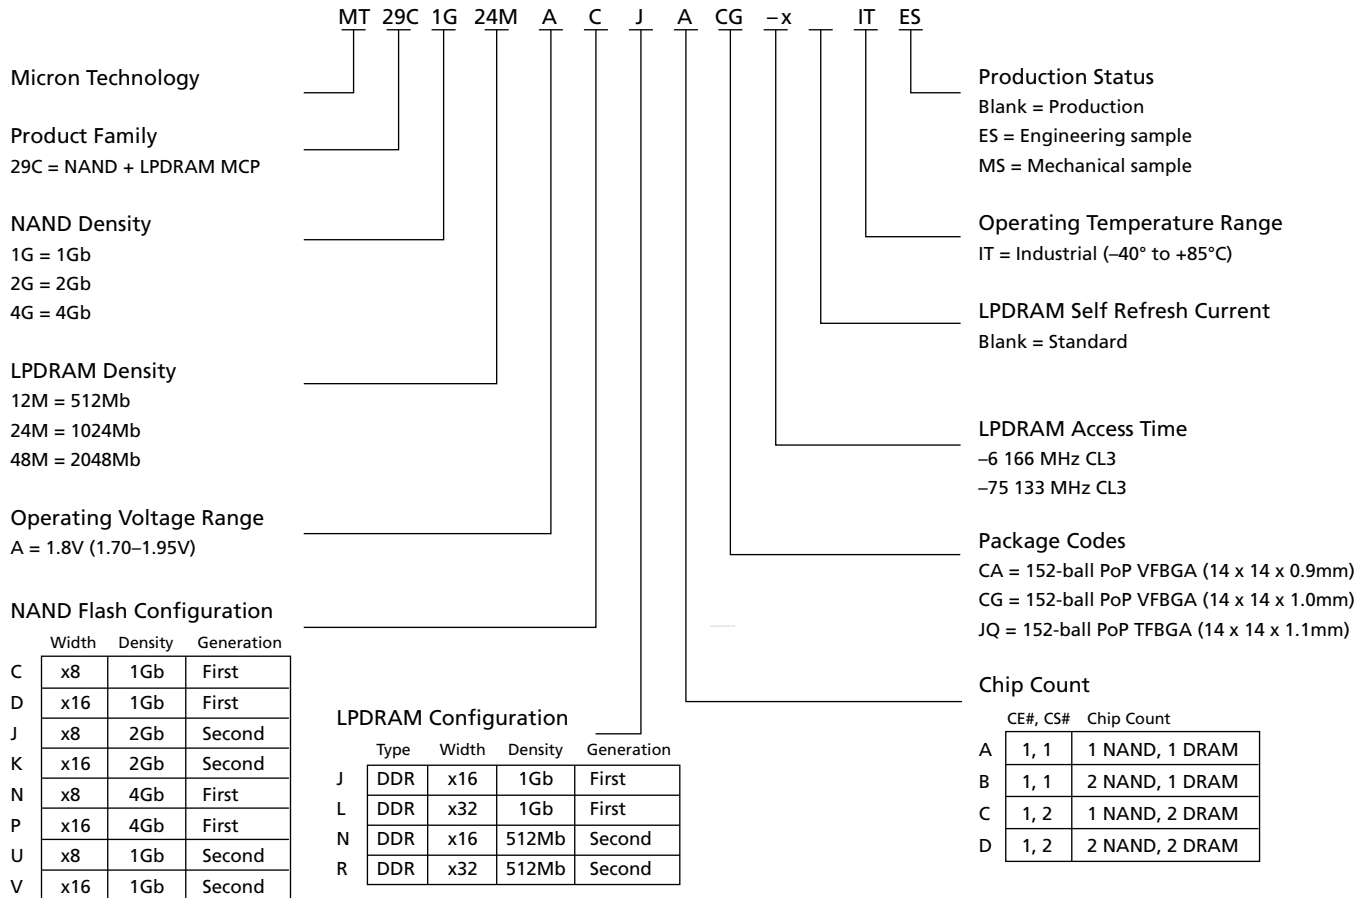 MT 29C 1G 24M A C J A CG –x IT ES
Micron Technology
Product Family
29C = NAND + LPDRAM MCP
NAND Density
1G = 1Gb
2G = 2Gb
4G = 4Gb
LPDRAM Density
12M = 512Mb
24M = 1024Mb
48M = 2048Mb
Operating Voltage Range
A = 1.8V (1.70–1.95V)
NAND Flash Configuration
Width Density Generation
C x8 1Gb First
D x16 1Gb First
J x8 2Gb Second
K x16 2Gb Second
N x8 4Gb First
P x16 4Gb First
U x8 1Gb Second
V x16 1Gb Second
LPDRAM Configuration
Type Width Density Generation
J DDR x16 1Gb First
L DDR x32 1Gb First
N DDR x16 512Mb Second
R DDR x32 512Mb Second
Production Status
Blank = Production
ES = Engineering sample
MS = Mechanical sample
Operating Temperature Range
IT = Industrial (–40° to +85°C)
LPDRAM Self Refresh Current
Blank = Standard
LPDRAM Access Time
–6 166 MHz CL3
–75 133 MHz CL3
Package Codes
CA = 152-ball PoP VFBGA (14 x 14 x 0.9mm)
CG = 152-ball PoP VFBGA (14 x 14 x 1.0mm)
JQ = 152-ball PoP TFBGA (14 x 14 x 1.1mm)
Chip Count
CE#, CS# Chip Count
A 1, 1 1 NAND, 1 DRAM
B 1, 1 2 NAND, 1 DRAM
C 1, 2 1 NAND, 2 DRAM
D 1, 2 2 NAND, 2 DRAM